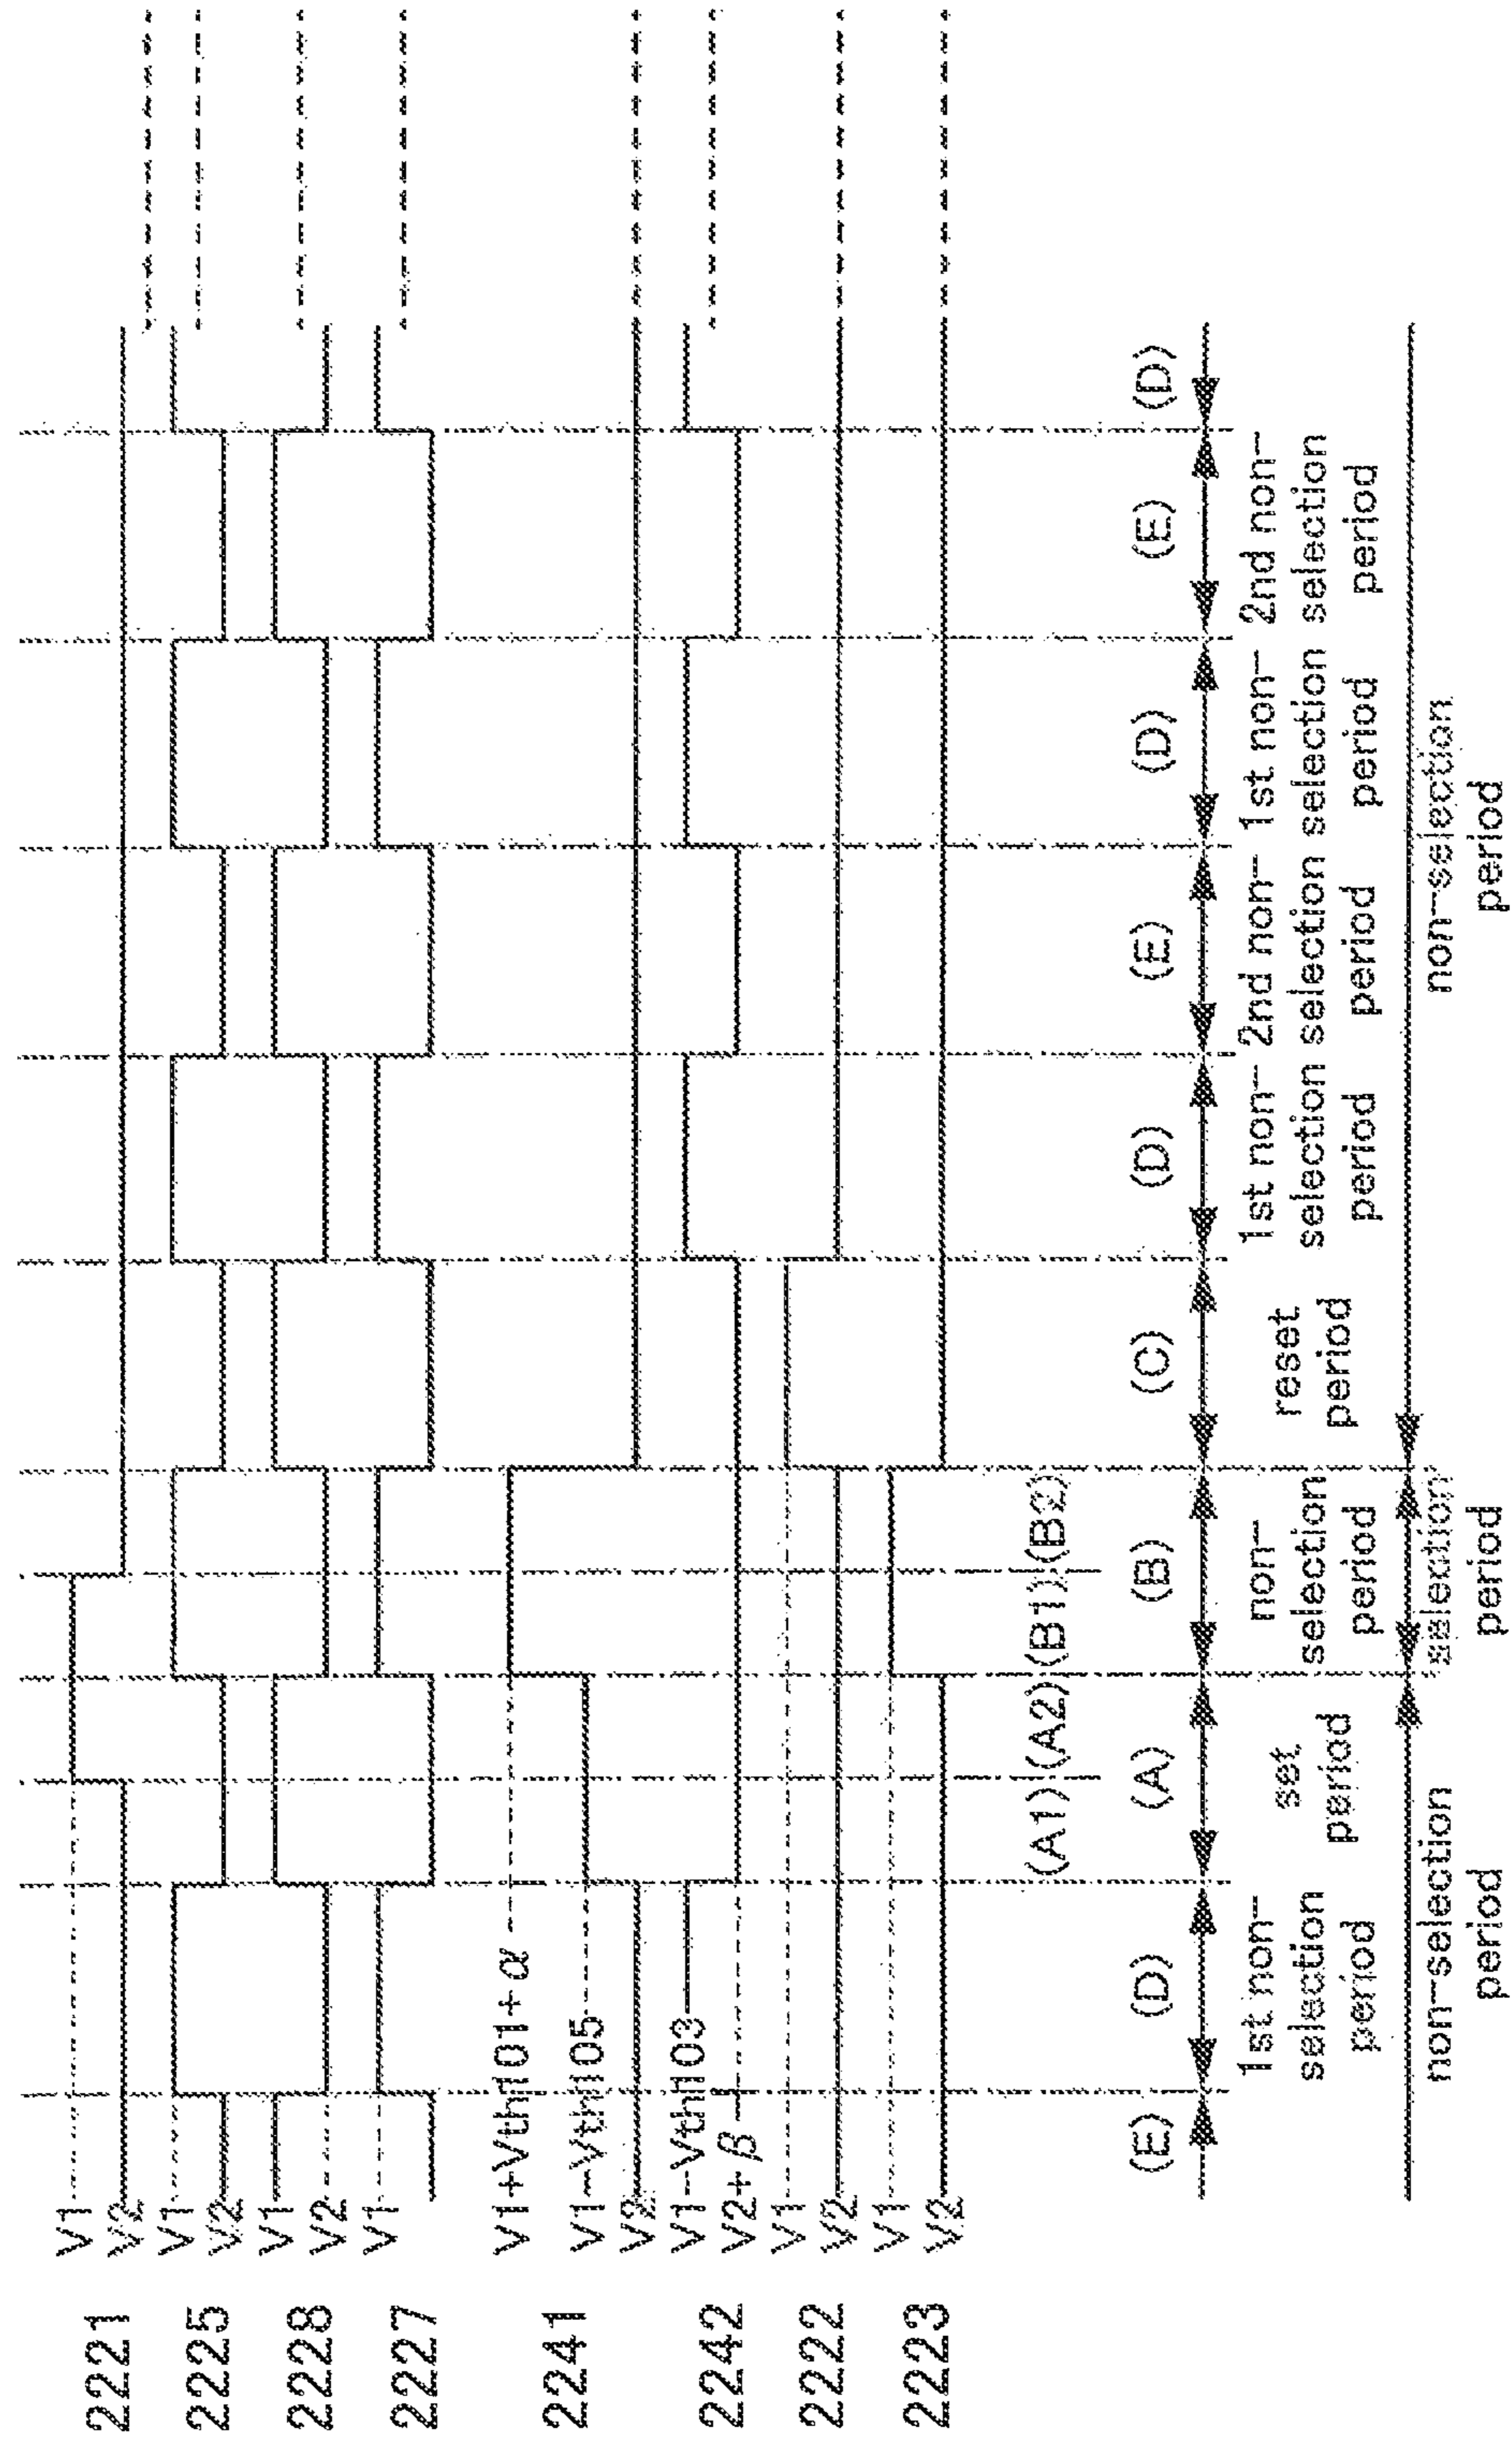 2221
V1
V2
2225
V1
V2
2228
V1
V2
2227
V1
2241
V1+Vth101+α
V1-Vth105
V2
2242
V1-Vth103
V2+β
2222
V1
V2
2223
V1
V2
(A1) (A2) (B1) (B2)
(E) (D) (A) (B) (C) (D) (E) (D) (E) (D)
1st non-
selection
period
set
period
non-
selection
period
reset
period
1st non-
selection
period
2nd non-
selection
period
1st non-
selection
period
2nd non-
selection
period
non-selection
period
selection
period
non-selection
period